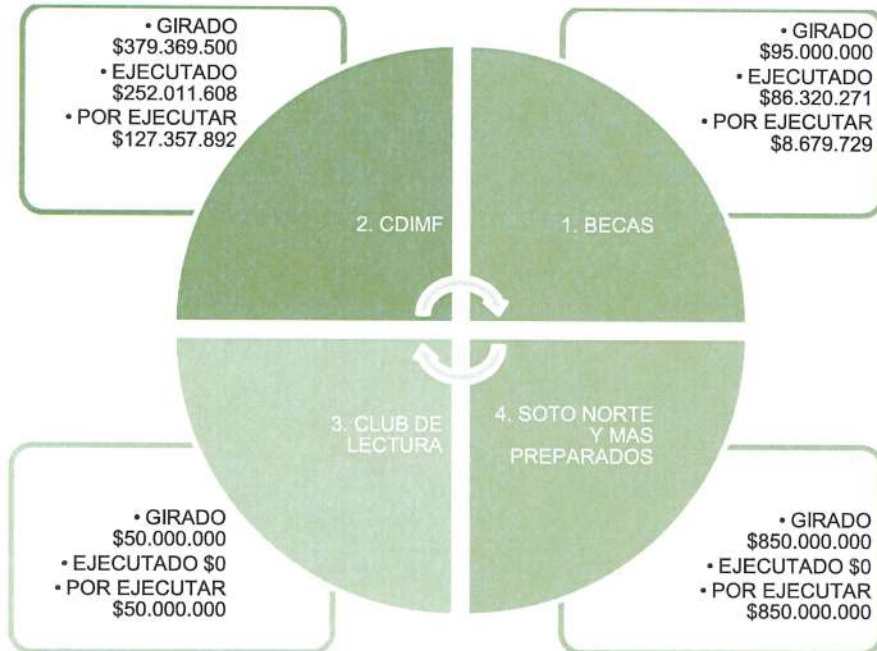 • GIRADO
$379.369.500
• EJECUTADO
$252.011.608
• POR EJECUTAR
$127.357.892
• GIRADO
$95.000.000
• EJECUTADO
$86.320.271
• POR EJECUTAR
$8.679.729
2. CDIMF
1. BECAS
3. CLUB DE
LECTURA
4. SOTO NORTE
Y MAS
PREPARADOS
• GIRADO
$50.000.000
• EJECUTADO $0
• POR EJECUTAR
$50.000.000
• GIRADO
$850.000.000
• EJECUTADO $0
• POR EJECUTAR
$850.000.000